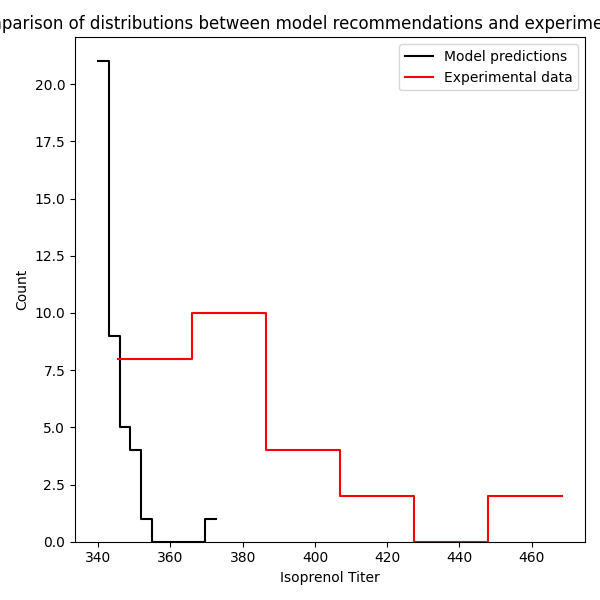 parison of distributions between model recommendations and experime
Model predictions
Experimental data
20.0
17.5
15.0
12.5
10.0
7.5
5.0
2.5
0.0
Count
340 360 380 400 420 440 460
Isoprenol Titer